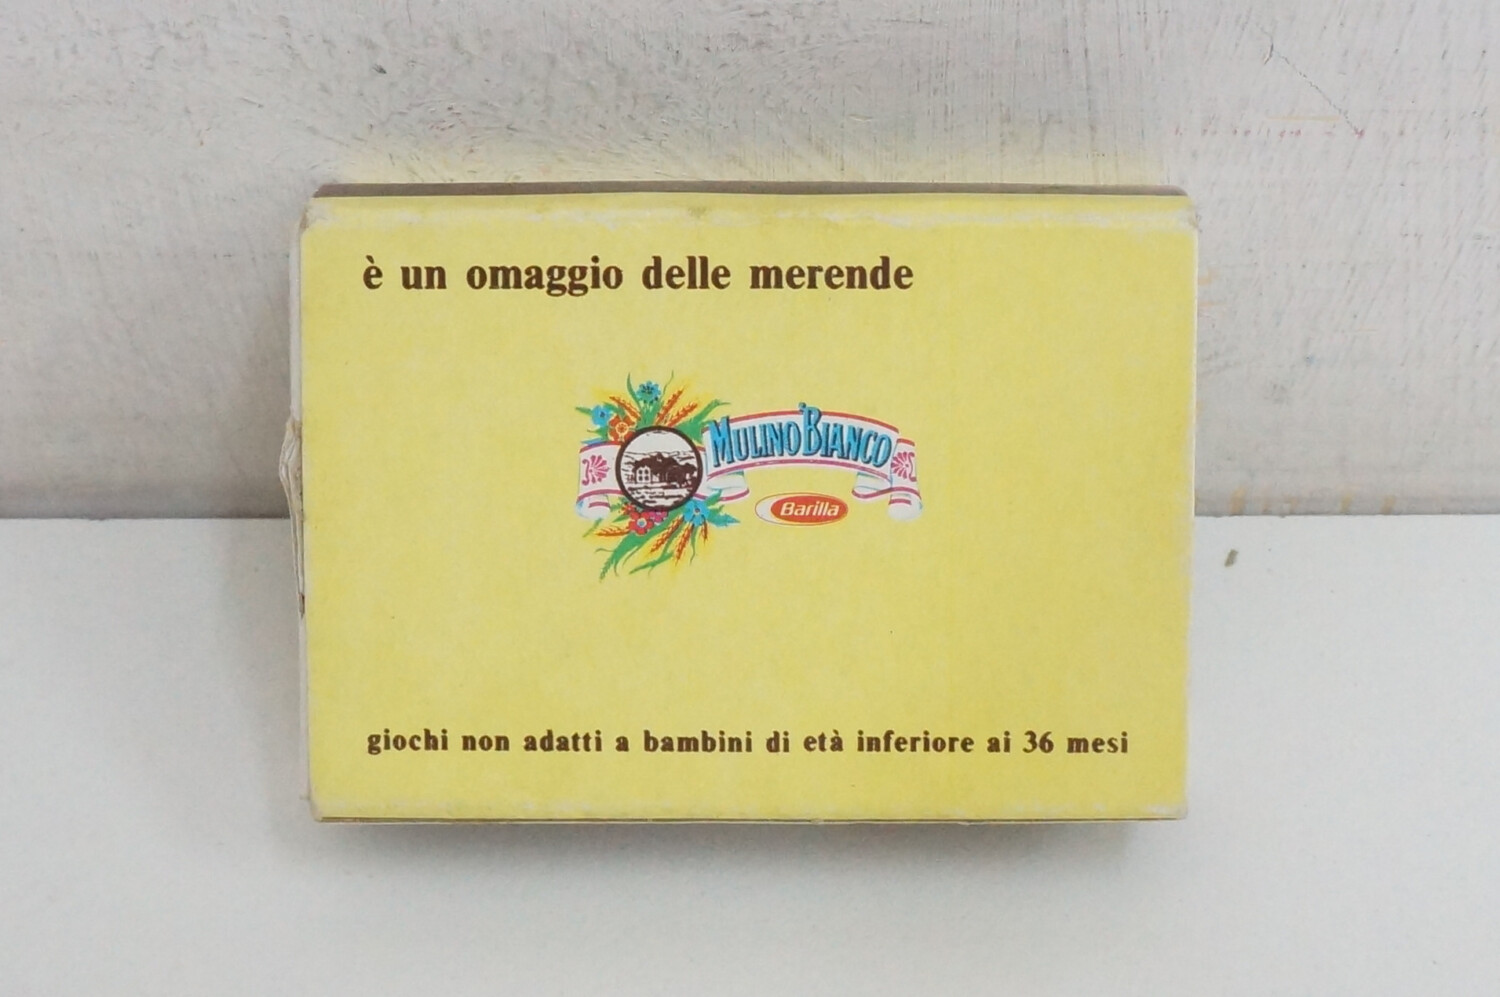 è un omaggio delle merende
MULINO BIANCO
Barilla
giochi non adatti a bambini di età inferiore ai 36 mesi